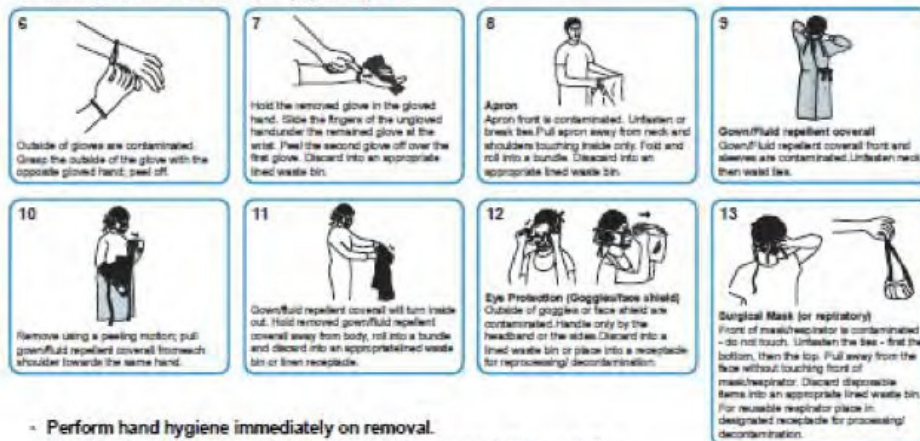 6
Outside of gloves are contaminated.
Grasp the outside of the glove with the
opposite gloved hand; peel off.
7
Hold the removed glove in the gloved
hand. Slide the fingers of the ungloved
handunder the remained glove at the
wrist. Peel the second glove off over the
first glove. Discard into an appropriate
lined waste bin.
8
Apron
Apron front is contaminated. Unfasten or
break ties.Pull apron away from neck and
shoulders touching inside only. Fold and
roll into a bundle. Disacard into an
appropriate lined waste bin.
9
Gown/Fluid repellent coverall
Gown/Fluid repellent coverall front and
sleeves are contaminated.Unfasten neck,
then waist ties.
10
Remove using a peeling motion; pull
gown/fluid repellent coverall fromeach
shoulder towards the same hand.
11
Gown/fluid repellent coverall will turn inside
out. Hold removed gown/fluid repellent
coverall away from body, roll into a bundle
and discard into an appropriatelined waste
bin or linen receptacle.
12
Eye Protection (Goggles/face shield)
Outside of goggles or face shield are
contaminated.Handle only by the
headband or the sides.Discard into a
lined waste bin or place into a receptacle
for reprocessing/ decontamination.
13
Surgical Mask (or repiratory)
Front of mask/respirator is contaminated
- do not touch. Unfasten the ties - first the
bottom, then the top. Pull away from the
face without touching front of
mask/respirator. Discard disposable
items into an appropriate lined waste bin.
For reusable respirator place in
designated receptacle for processing/
decontamination.
- Perform hand hygiene immediately on removal.